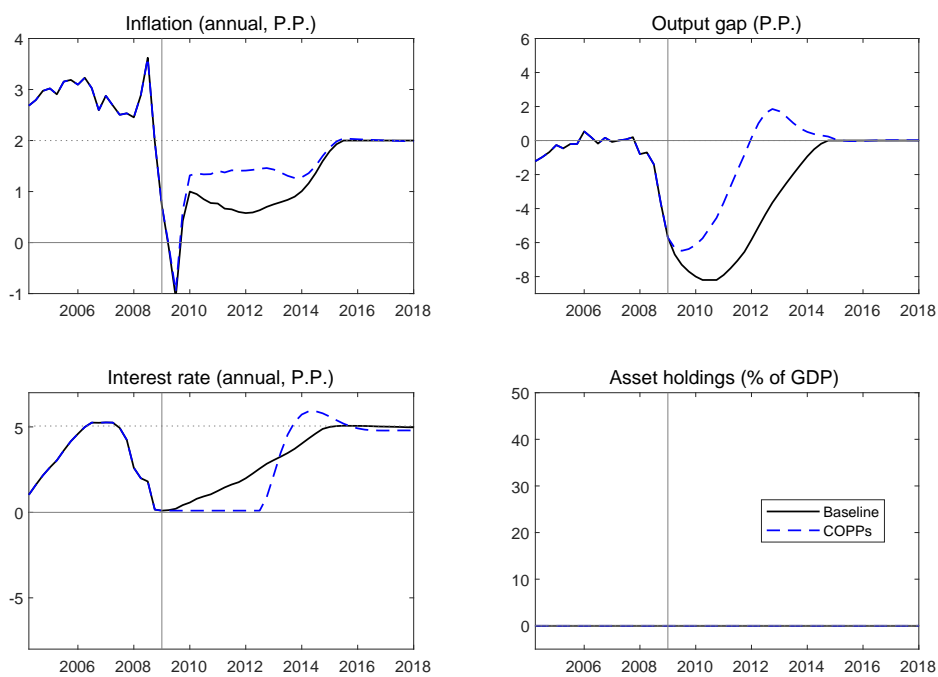 Inflation (annual, P.P.)
4
3
2
1
0
-1
2006 2008 2010 2012 2014 2016 2018
Output gap (P.P.)
6
4
2
0
-2
-4
-6
-8
2006 2008 2010 2012 2014 2016 2018
Interest rate (annual, P.P.)
5
0
-5
2006 2008 2010 2012 2014 2016 2018
Asset holdings (% of GDP)
50
40
30
20
10
0
Baseline
COPPs
2006 2008 2010 2012 2014 2016 2018